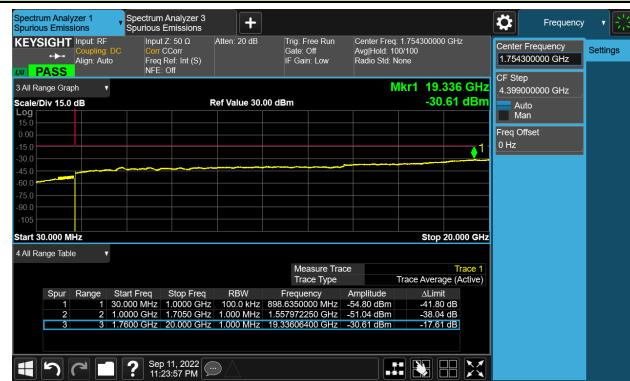 Spectrum Analyzer 1
Spurious Emissions
Spectrum Analyzer 3
Spurious Emissions
Frequency
KEYSIGHT
Input: RF
Coupling: DC
Align: Auto
Input Z: 50 Ω
Corr CCorr
Freq Ref: Int (S)
NFE: Off
Atten: 20 dB
Trig: Free Run
Gate: Off
IF Gain: Low
Center Freq: 1.754300000 GHz
Avg|Hold: 100/100
Radio Std: None
PASS
Center Frequency
1.754300000 GHz
Settings
CF Step
4.399000000 GHz
Auto
Man
Freq Offset
0 Hz
3 All Range Graph
Mkr1 19.336 GHz
Scale/Div 15.0 dB
Ref Value 30.00 dBm
-30.61 dBm
Log
15.0
0.00
-15.0
-30.0
-45.0
-60.0
-75.0
-90.0
-105
1
Start 30.000 MHz
Stop 20.000 GHz
4 All Range Table
Measure Trace Trace 1
Trace Type Trace Average (Active)
Spur Range Start Freq Stop Freq RBW Frequency Amplitude ΔLimit
1 1 30.000 MHz 1.0000 GHz 100.0 kHz 898.6350000 MHz -54.80 dBm -41.80 dB
2 2 1.0000 GHz 1.7050 GHz 1.000 MHz 1.557972250 GHz -51.04 dBm -38.04 dB
3 3 1.7600 GHz 20.000 GHz 1.000 MHz 19.33606400 GHz -30.61 dBm -17.61 dB
?
Sep 11, 2022
11:23:57 PM